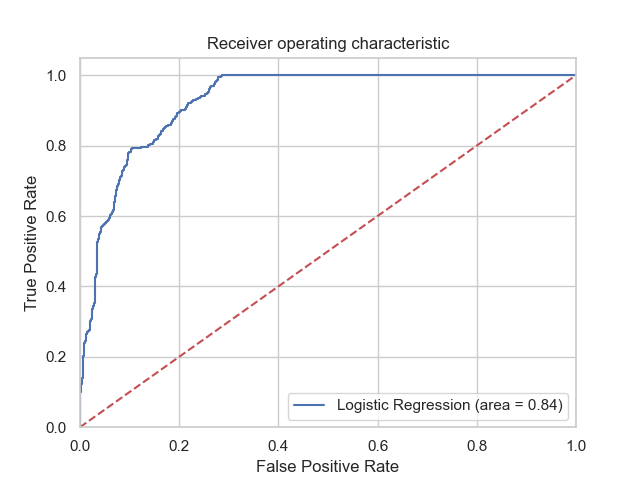 Receiver operating characteristic
1.0
0.8
0.6
0.4
0.2
0.0
True Positive Rate
Logistic Regression (area = 0.84)
0.0 0.2 0.4 0.6 0.8 1.0
False Positive Rate